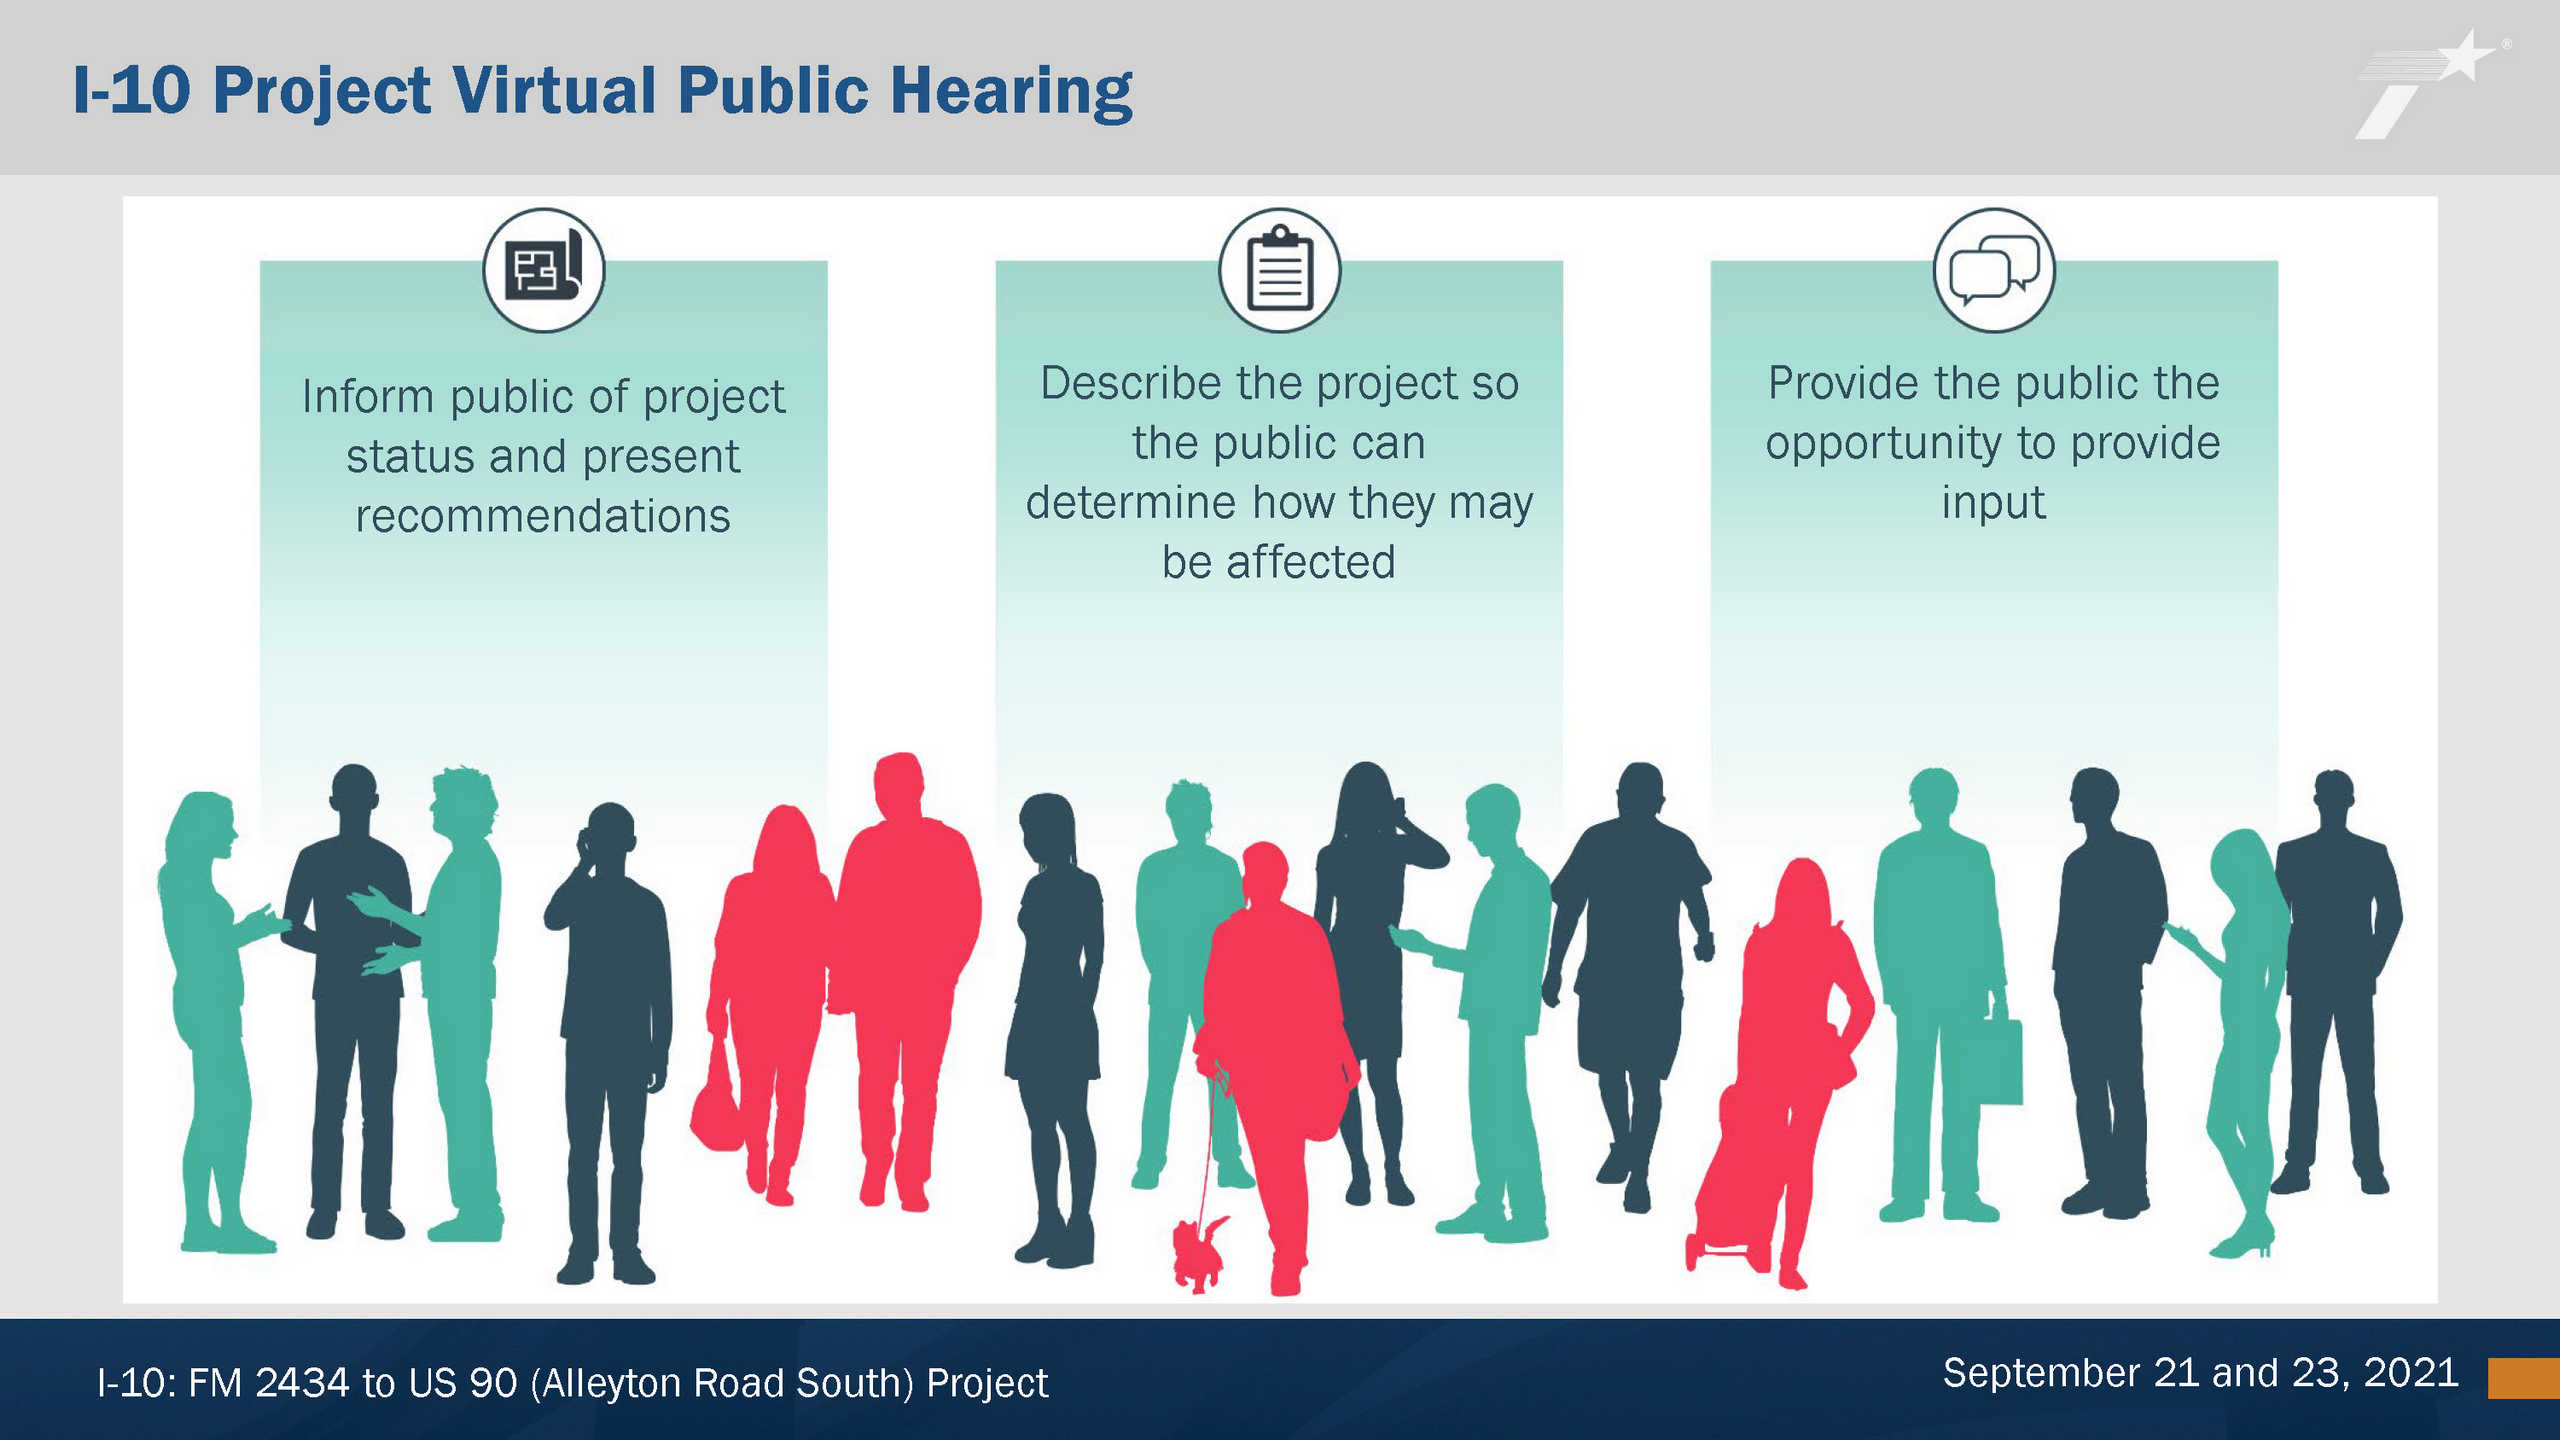 I-10 Project Virtual Public Hearing
®
Inform public of project
status and present
recommendations
Describe the project so
the public can
determine how they may
be affected
Provide the public the
opportunity to provide
input
I-10: FM 2434 to US 90 (Alleyton Road South) Project
September 21 and 23, 2021